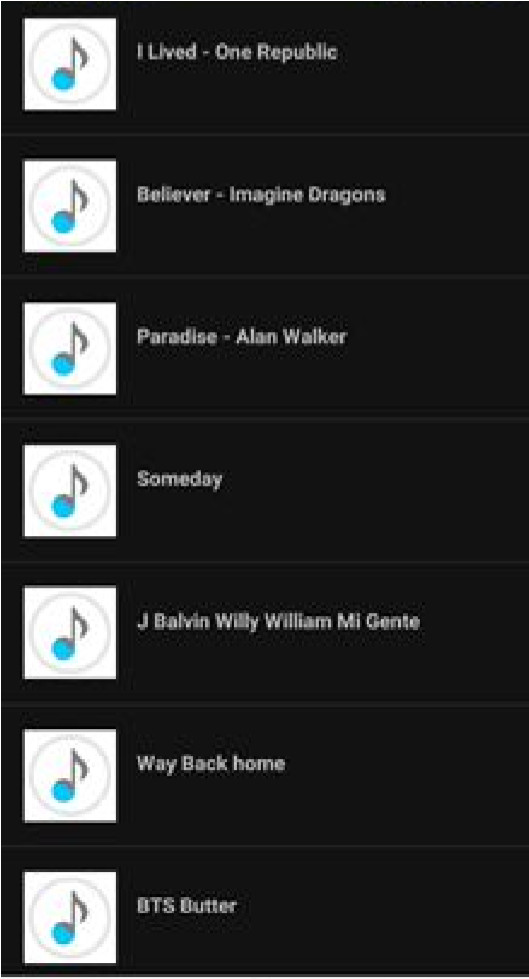 I Lived - One Republic
Believer - Imagine Dragons
Paradise - Alan Walker
Someday
J Balvin Willy William Mi Gente
Way Back home
BTS Butter